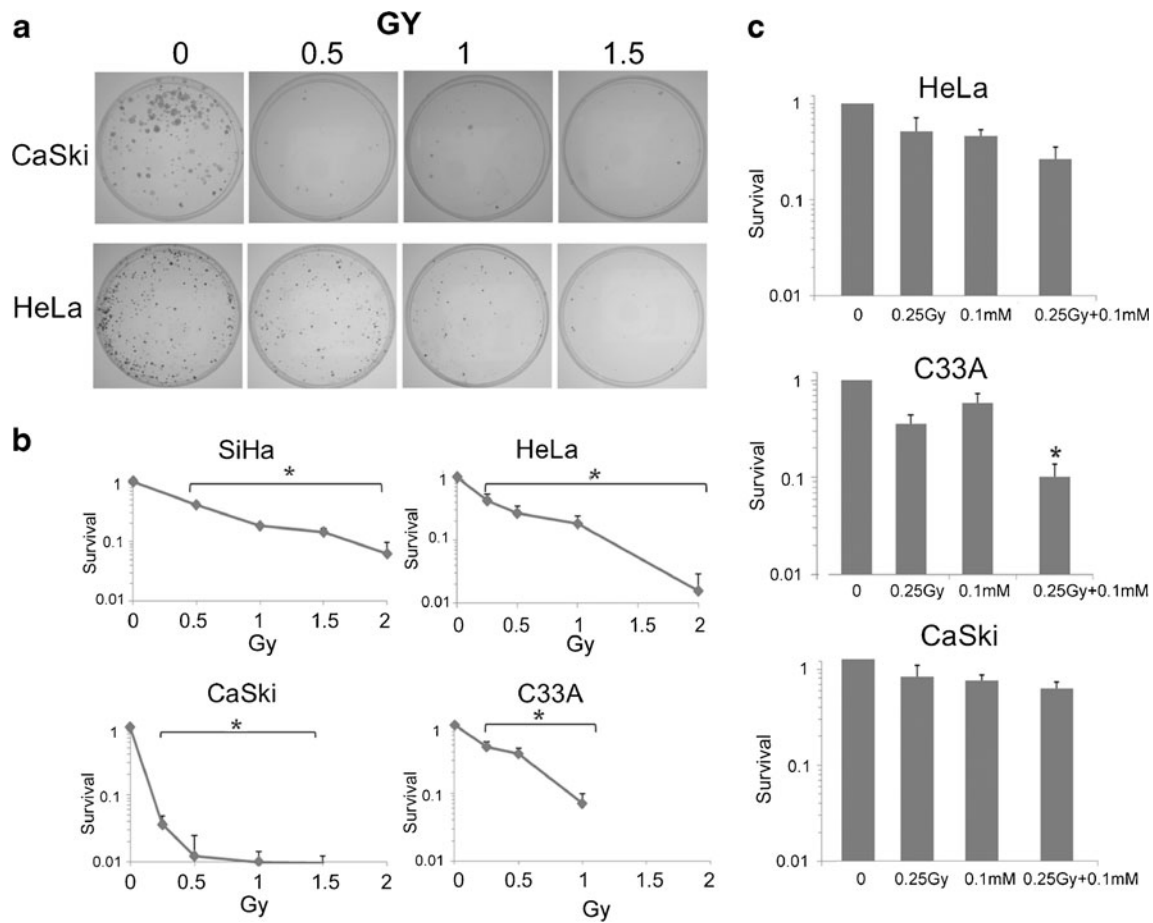 a
GY
0 0.5 1 1.5
CaSki
HeLa
b
SiHa
*
Survival
1
0.1
0.01
0 0.5 1 1.5 2
Gy
HeLa
*
Survival
1
0.1
0.01
0 0.5 1 1.5 2
Gy
CaSki
*
Survival
1
0.1
0.01
0 0.5 1 1.5 2
Gy
C33A
*
Survival
1
0.1
0.01
0 0.5 1 1.5 2
Gy
c
HeLa
Survival
1
0.1
0.01
0 0.25Gy 0.1mM 0.25Gy+0.1mM
C33A
*
Survival
1
0.1
0.01
0 0.25Gy 0.1mM 0.25Gy+0.1mM
CaSki
Survival
1
0.1
0.01
0 0.25Gy 0.1mM 0.25Gy+0.1mM